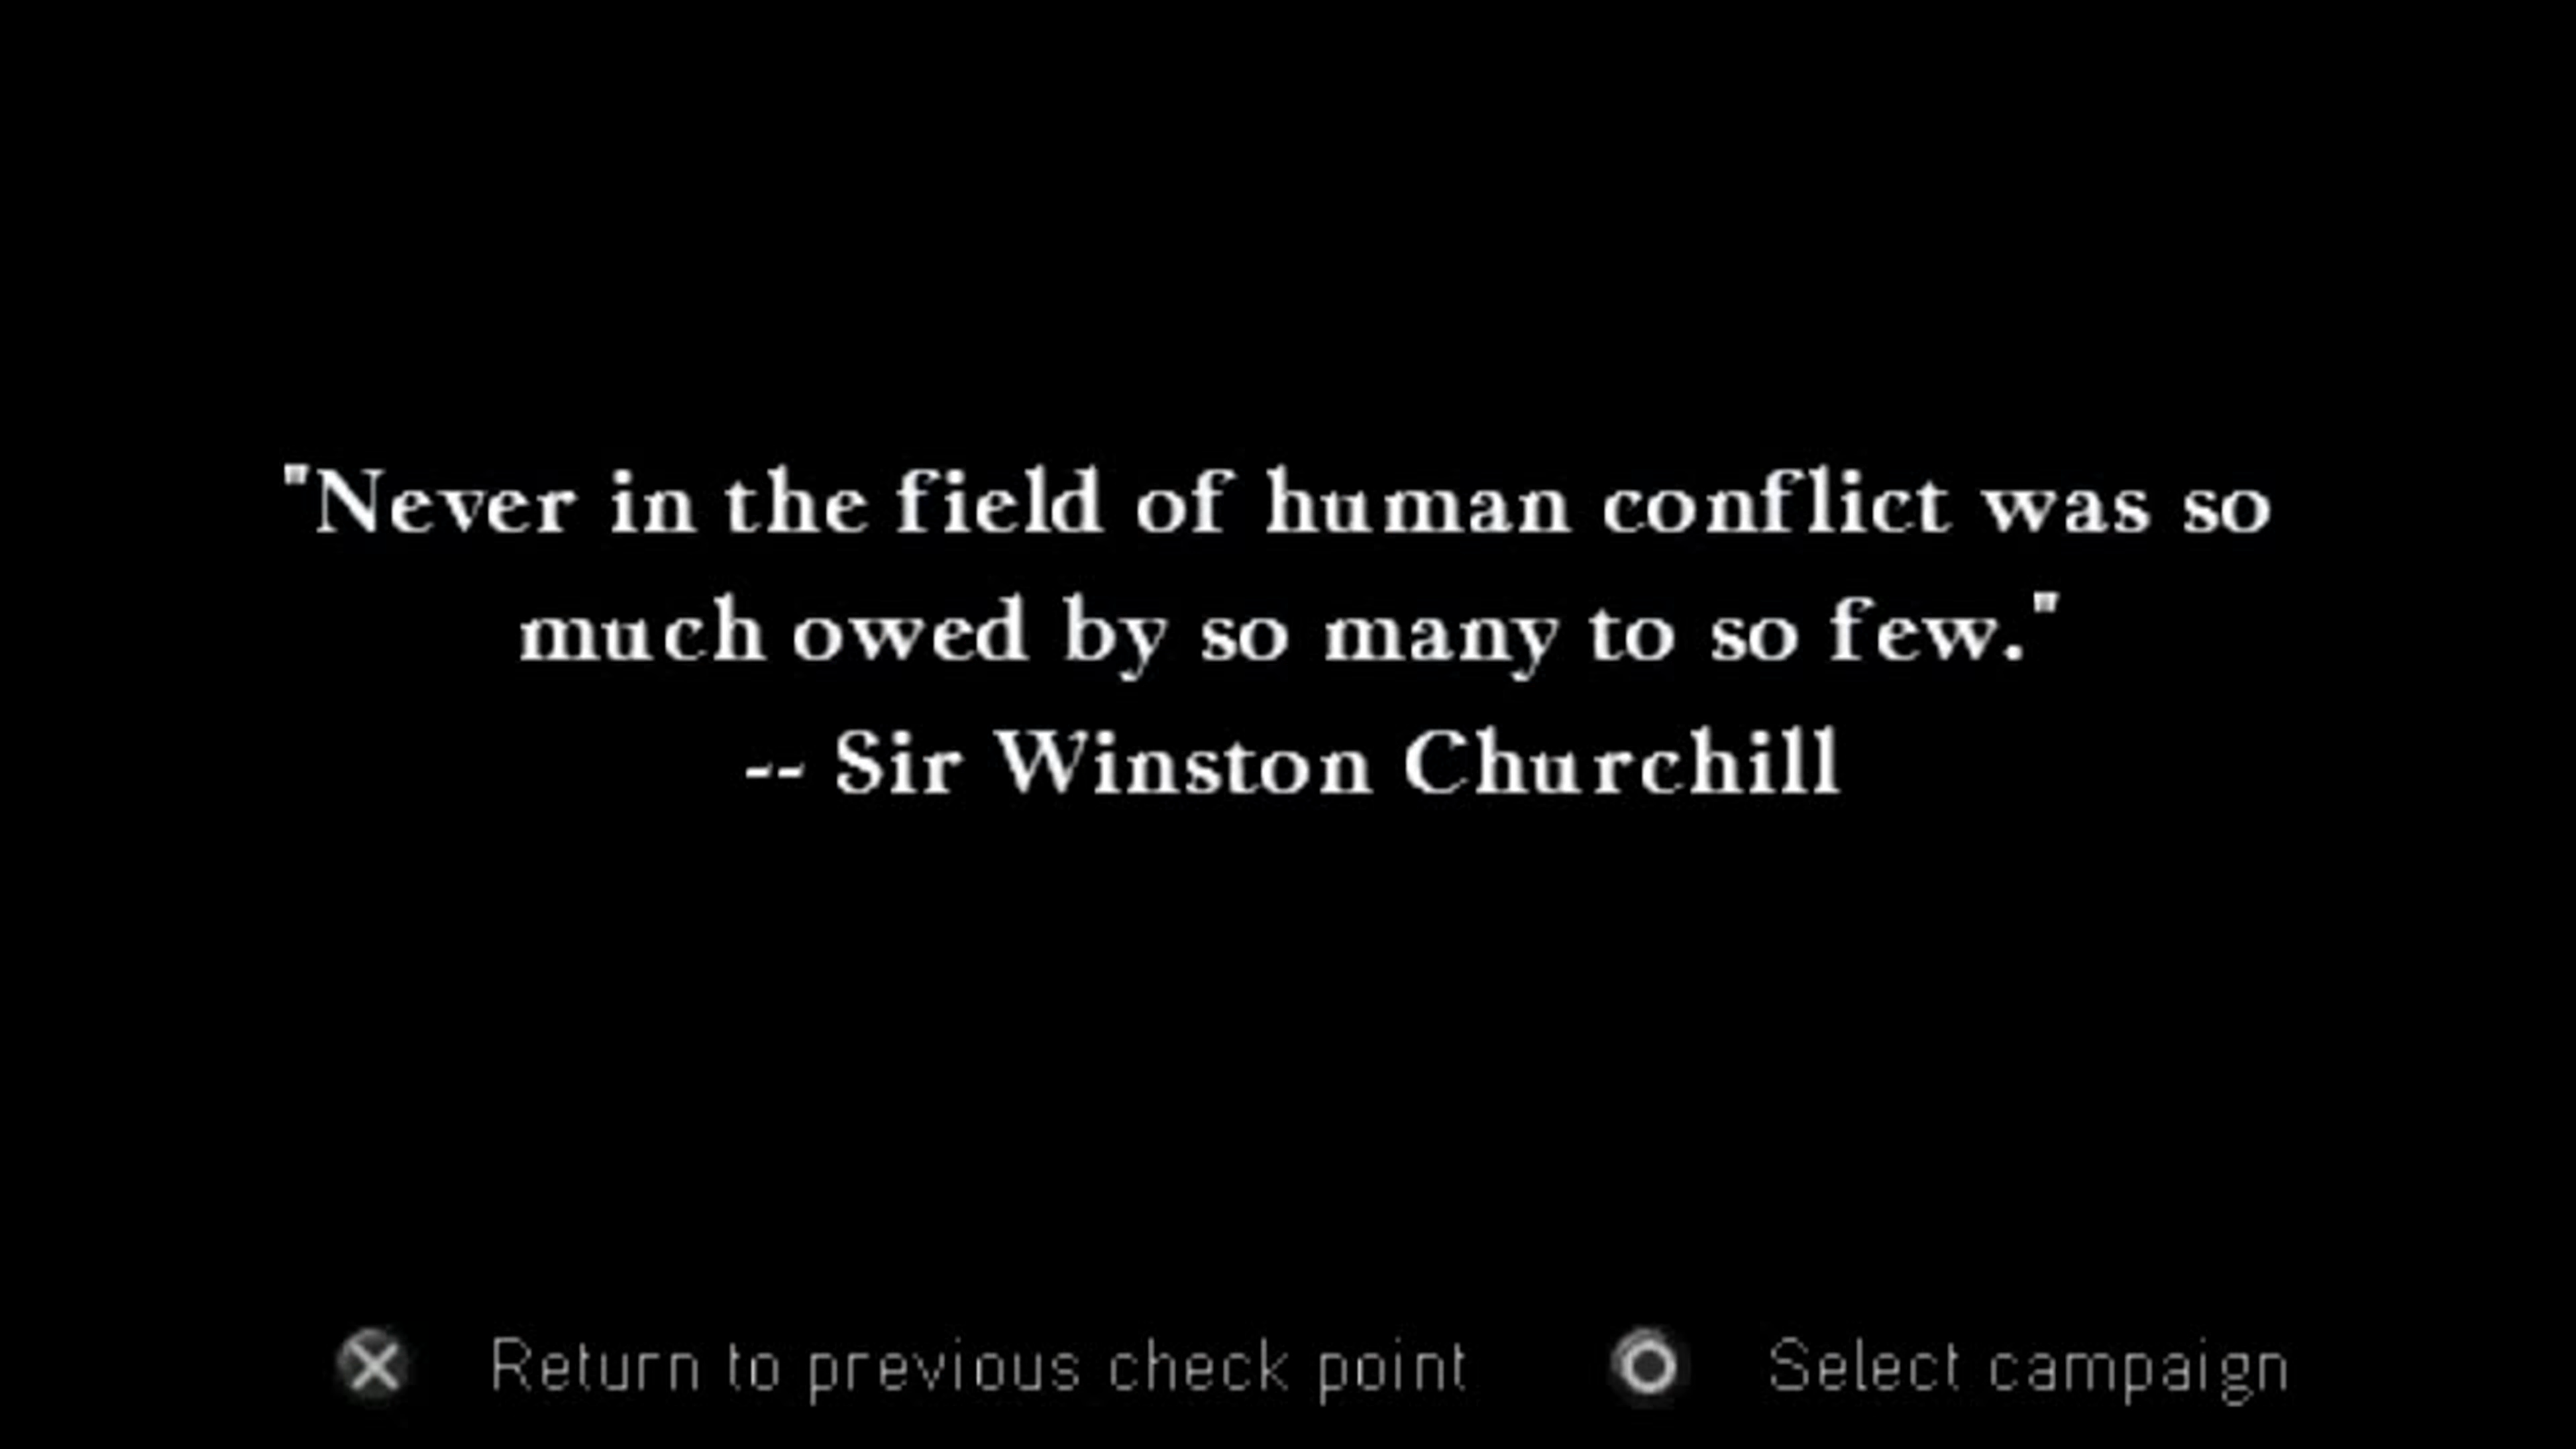 "Never in the field of human conflict was so
much owed by so many to so few."
-- Sir Winston Churchill
Return to previous check point Select campaign